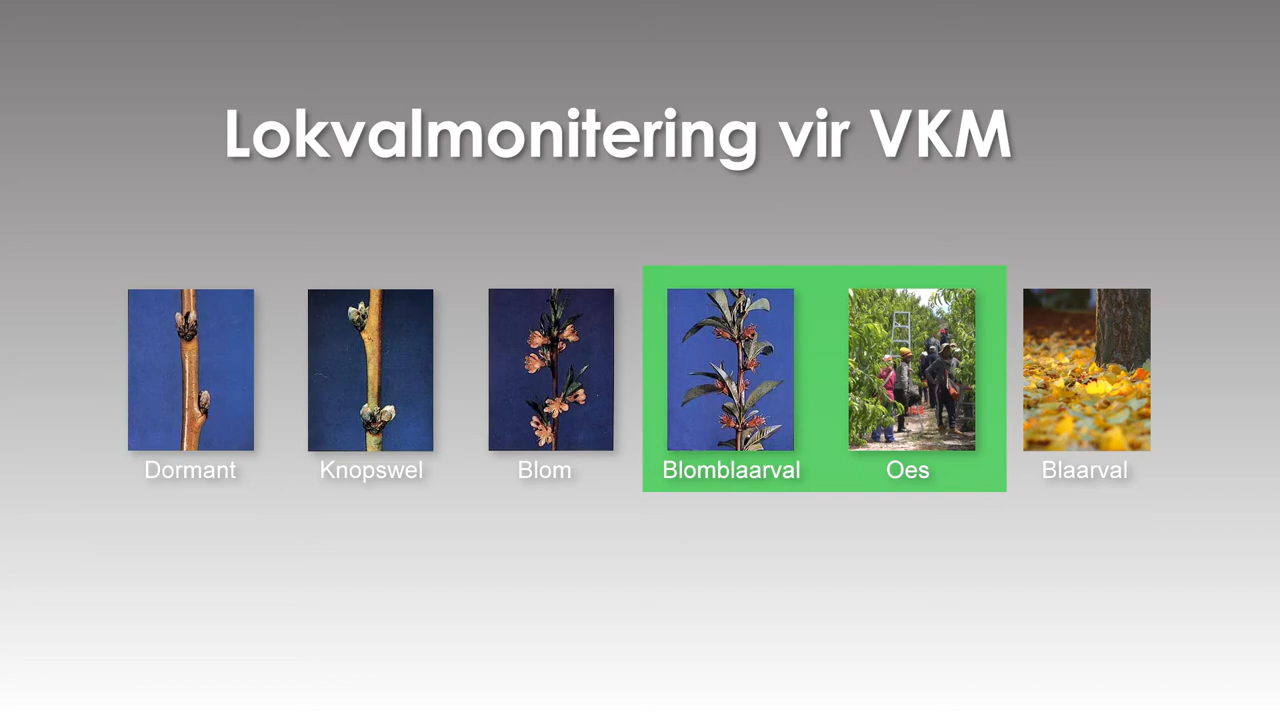 Lokvalmonitering vir VKM
Dormant
Knopswel
Blom
Blomblaarval
Oes
Blaarval